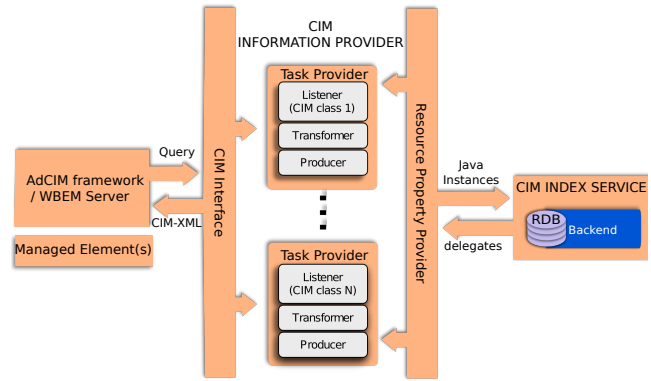 CIM
INFORMATION PROVIDER
Task Provider
Listener
(CIM class 1)
Transformer
Producer
Query
AdCIM framework
/ WBEM Server
CIM-XML
Managed Element(s)
CIM Interface
Resource Property Provider
Java
Instances
CIM INDEX SERVICE
RDB
Backend
delegates
Task Provider
Listener
(CIM class N)
Transformer
Producer